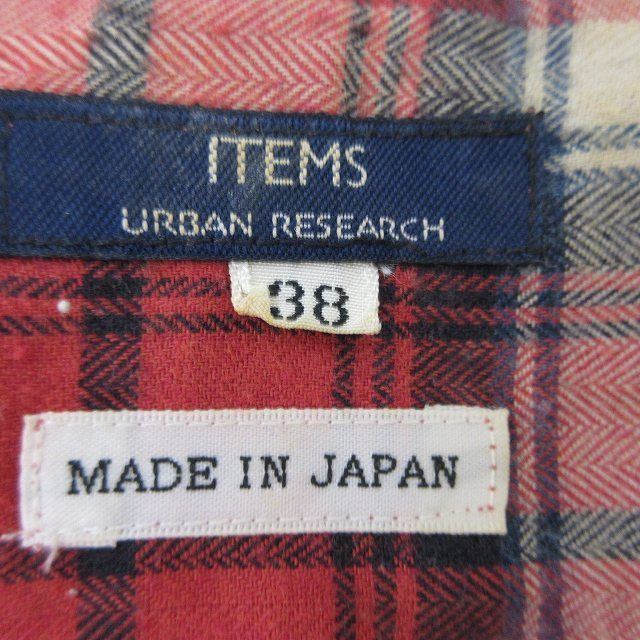 ITEMS
URBAN RESEARCH
38
MADE IN JAPAN